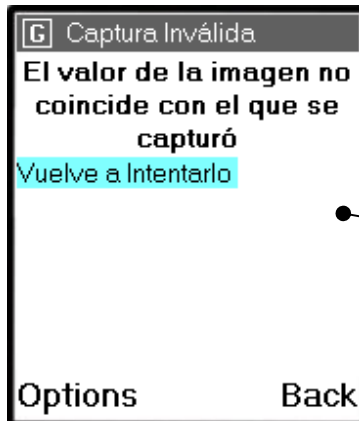 G Captura Inválida
El valor de la imagen no
coincide con el que se
capturó
Vuelve a Intentarlo
Options Back